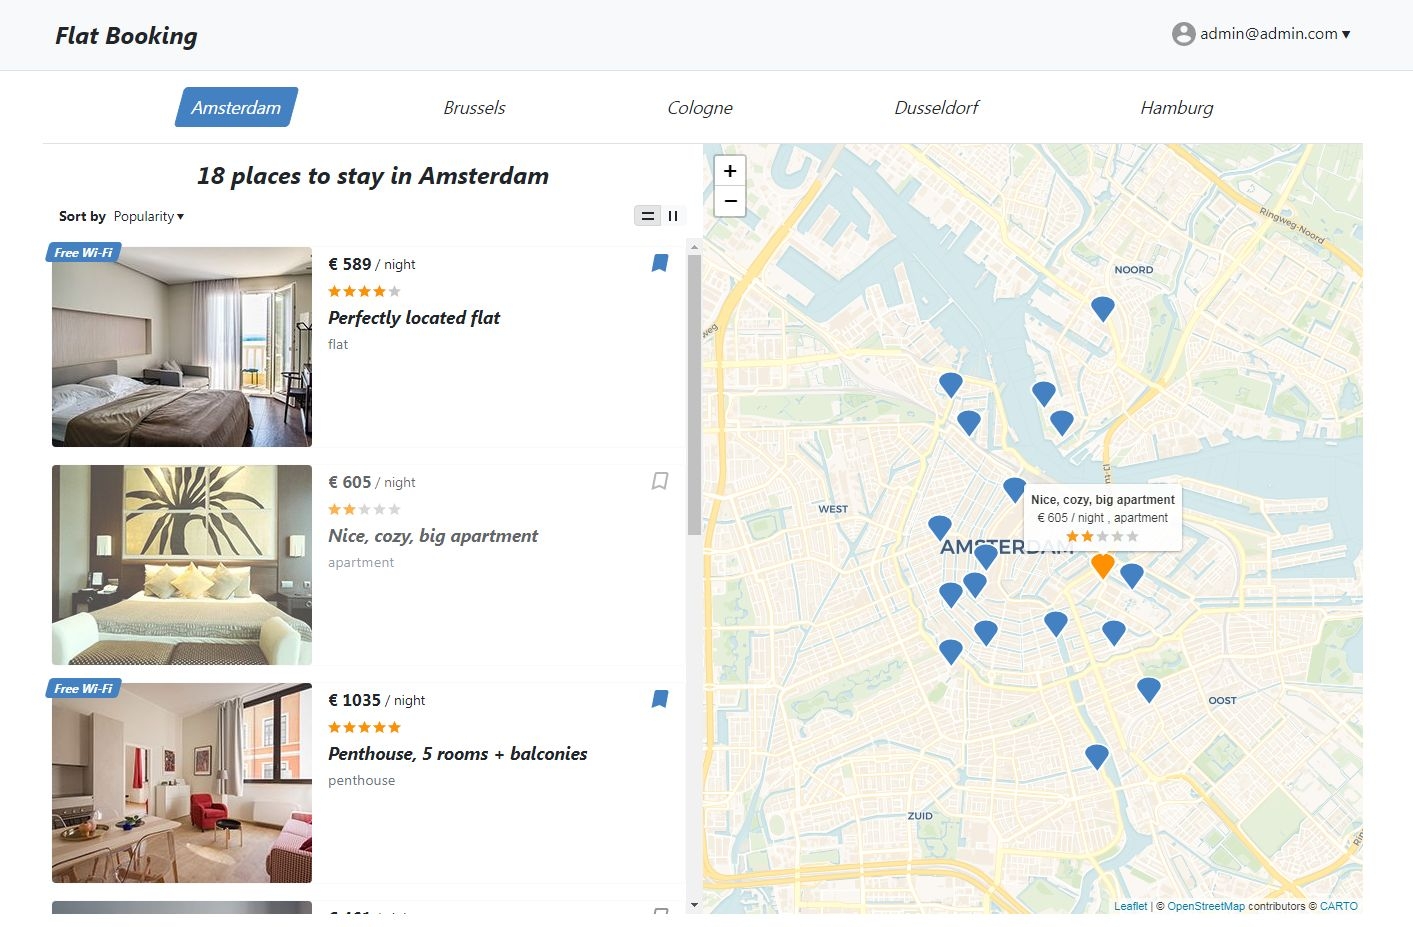 Flat Booking
admin@admin.com ▾
Amsterdam
Brussels
Cologne
Dusseldorf
Hamburg
18 places to stay in Amsterdam
Sort by Popularity ▾
Free Wi-Fi
€ 589 / night
Perfectly located flat
flat
€ 605 / night
Nice, cozy, big apartment
apartment
Free Wi-Fi
€ 1035 / night
Penthouse, 5 rooms + balconies
penthouse
+
−
Ringweg-Noord
NOORD
weg
WEST
Nice, cozy, big apartment
€ 605 / night , apartment
AMSTERDAM
OOST
ZUID
Leaflet | © OpenStreetMap contributors © CARTO